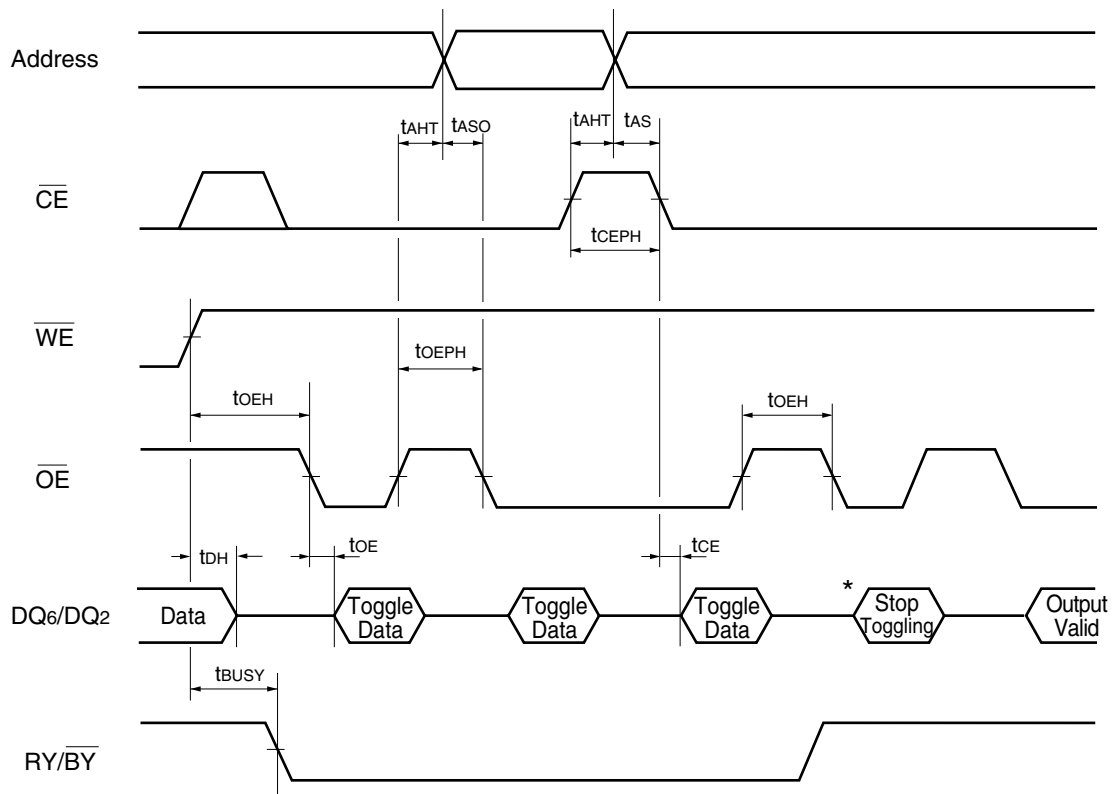 Address
tAHT tASO tAHT tAS
CE
tCEPH
WE
tOEPH
tOEH tOEH
OE
tDH tOE tCE
DQ6/DQ2 Data Toggle Data Toggle Data Toggle Data * Stop Toggling Output Valid
tBUSY
RY/BY